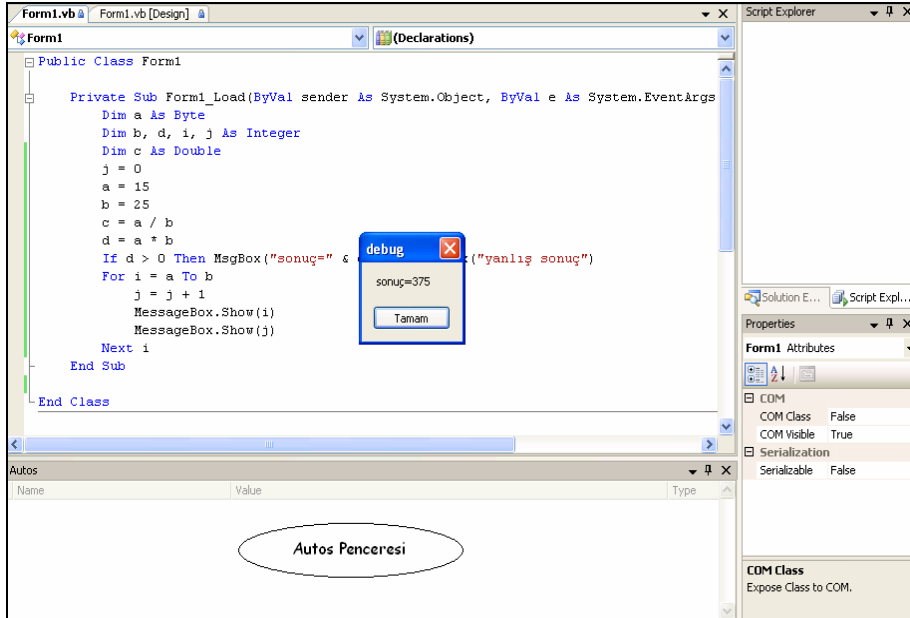 Form1.vb Form1.vb [Design]
Form1 (Declarations)
Public Class Form1
Private Sub Form1_Load(ByVal sender As System.Object, ByVal e As System.EventArgs
Dim a As Byte
Dim b, d, i, j As Integer
Dim c As Double
j = 0
a = 15
b = 25
c = a / b
d = a * b
If d > 0 Then MsgBox("sonuç=" & ("yanlış sonuç")
For i = a To b
j = j + 1
MessageBox.Show(i)
MessageBox.Show(j)
Next i
End Sub
End Class
debug
sonuç=375
Tamam
Autos
Name Value Type
Autos Penceresi
Script Explorer
Solution E... Script Expl...
Properties
Form1 Attributes
COM
COM Class False
COM Visible True
Serialization
Serializable False
COM Class
Expose Class to COM.